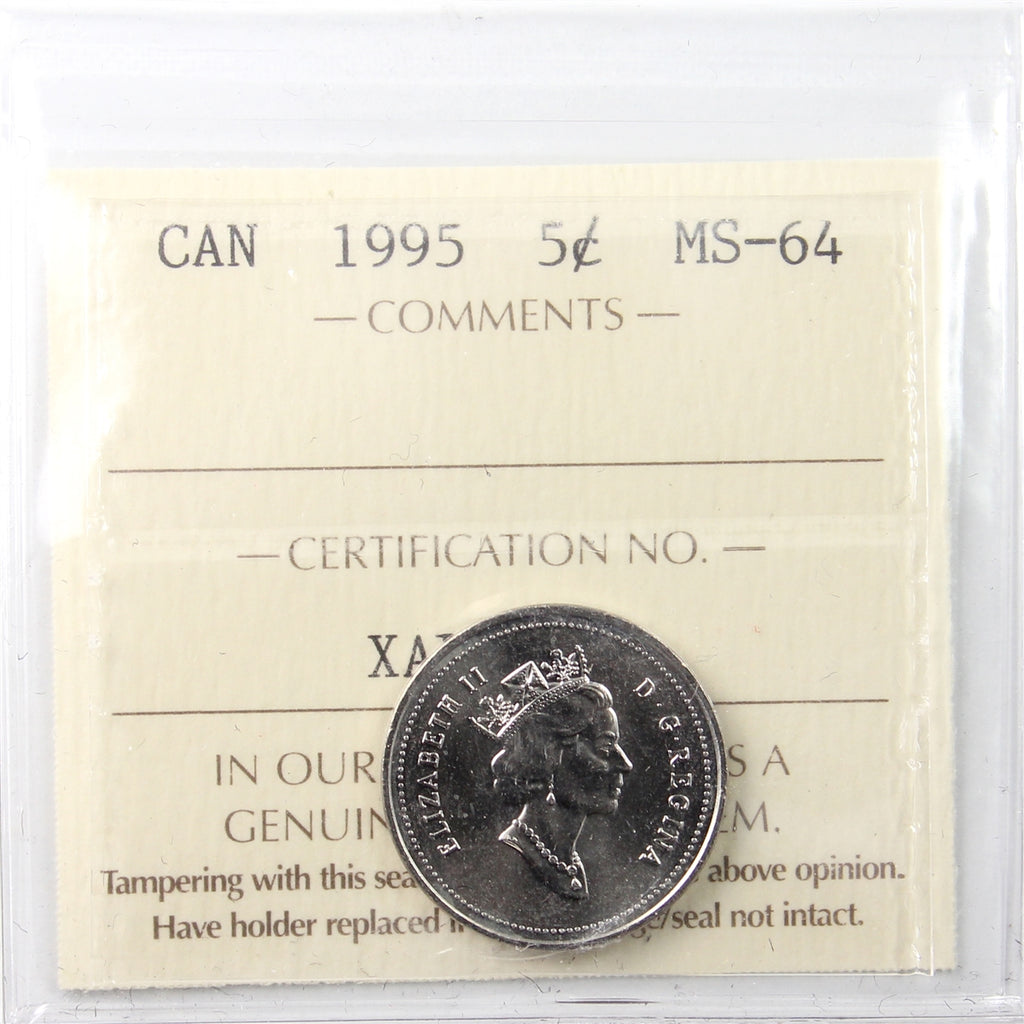 CAN 1995 5¢ MS-64
— COMMENTS —
— CERTIFICATION NO. —
XA
IN OUR S A
GENUIN EM.
Tampering with this sea above opinion.
Have holder replaced /seal not intact.
ELIZABETH II D·G·REGINA